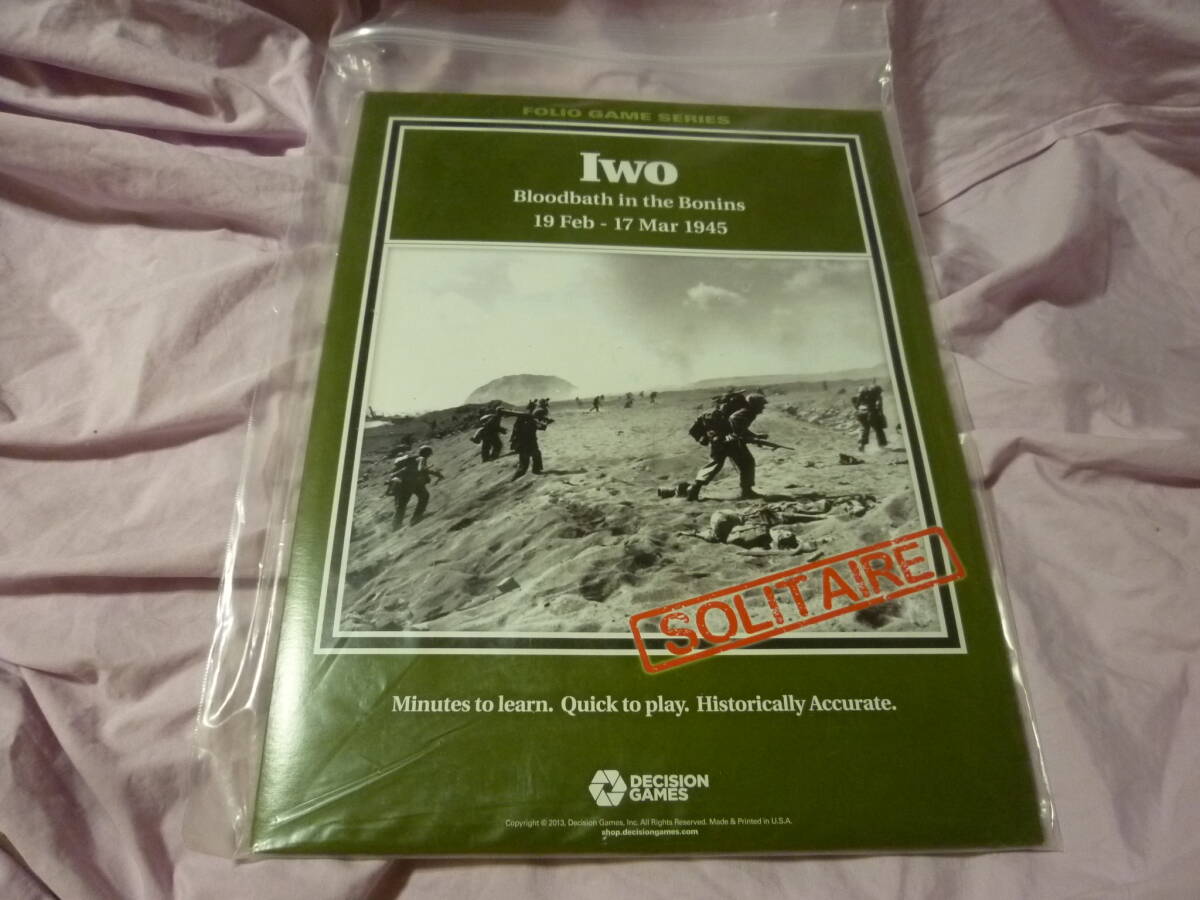 FOLIO GAME SERIES
Iwo
Bloodbath in the Bonins
19 Feb - 17 Mar 1945
SOLITAIRE
Minutes to learn. Quick to play. Historically Accurate.
DECISION
GAMES
Copyright © 2013, Decision Games, Inc. All Rights Reserved. Made & Printed in U.S.A.
shop.decisiongames.com